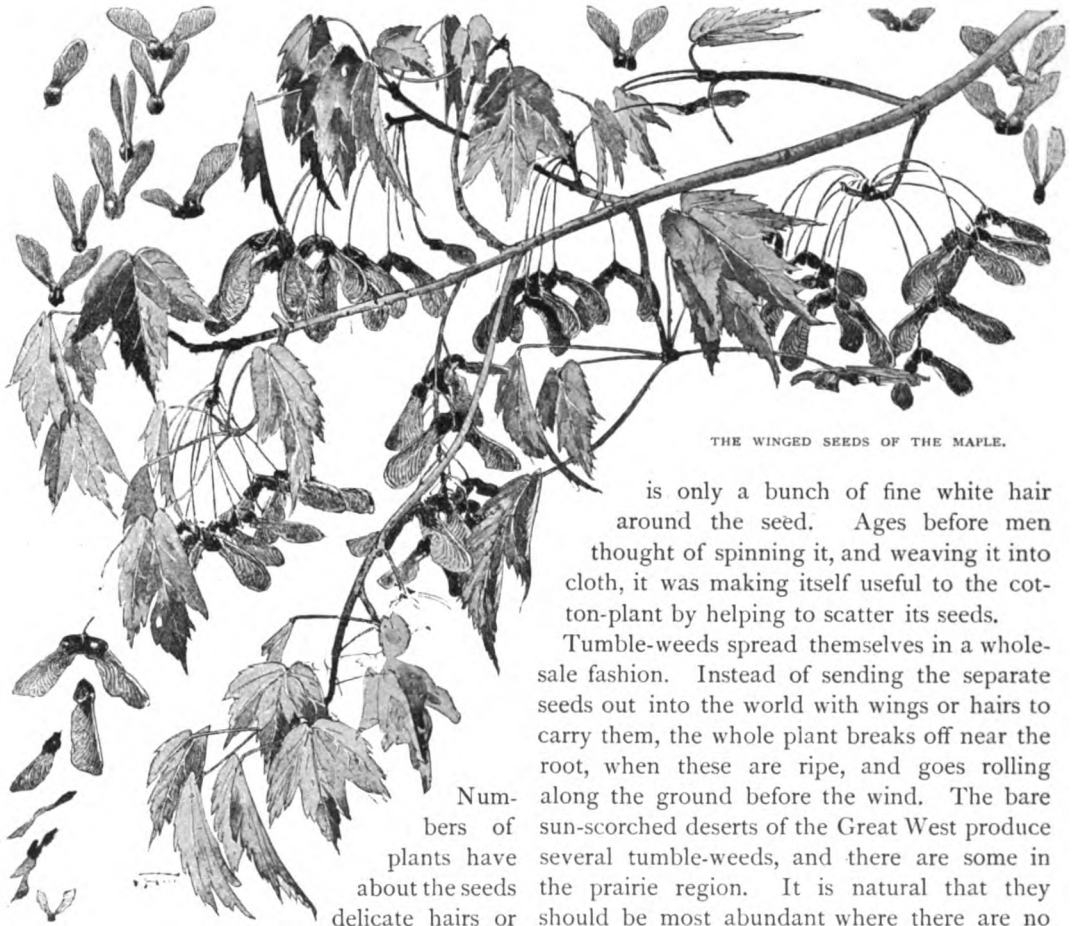 THE WINGED SEEDS OF THE MAPLE.
Num-
bers of
plants have
about the seeds
delicate hairs or
is only a bunch of fine white hair
around the seed. Ages before men
thought of spinning it, and weaving it into
cloth, it was making itself useful to the cot-
ton-plant by helping to scatter its seeds.
Tumble-weeds spread themselves in a whole-
sale fashion. Instead of sending the separate
seeds out into the world with wings or hairs to
carry them, the whole plant breaks off near the
root, when these are ripe, and goes rolling
along the ground before the wind. The bare
sun-scorched deserts of the Great West produce
several tumble-weeds, and there are some in
the prairie region. It is natural that they
should be most abundant where there are no